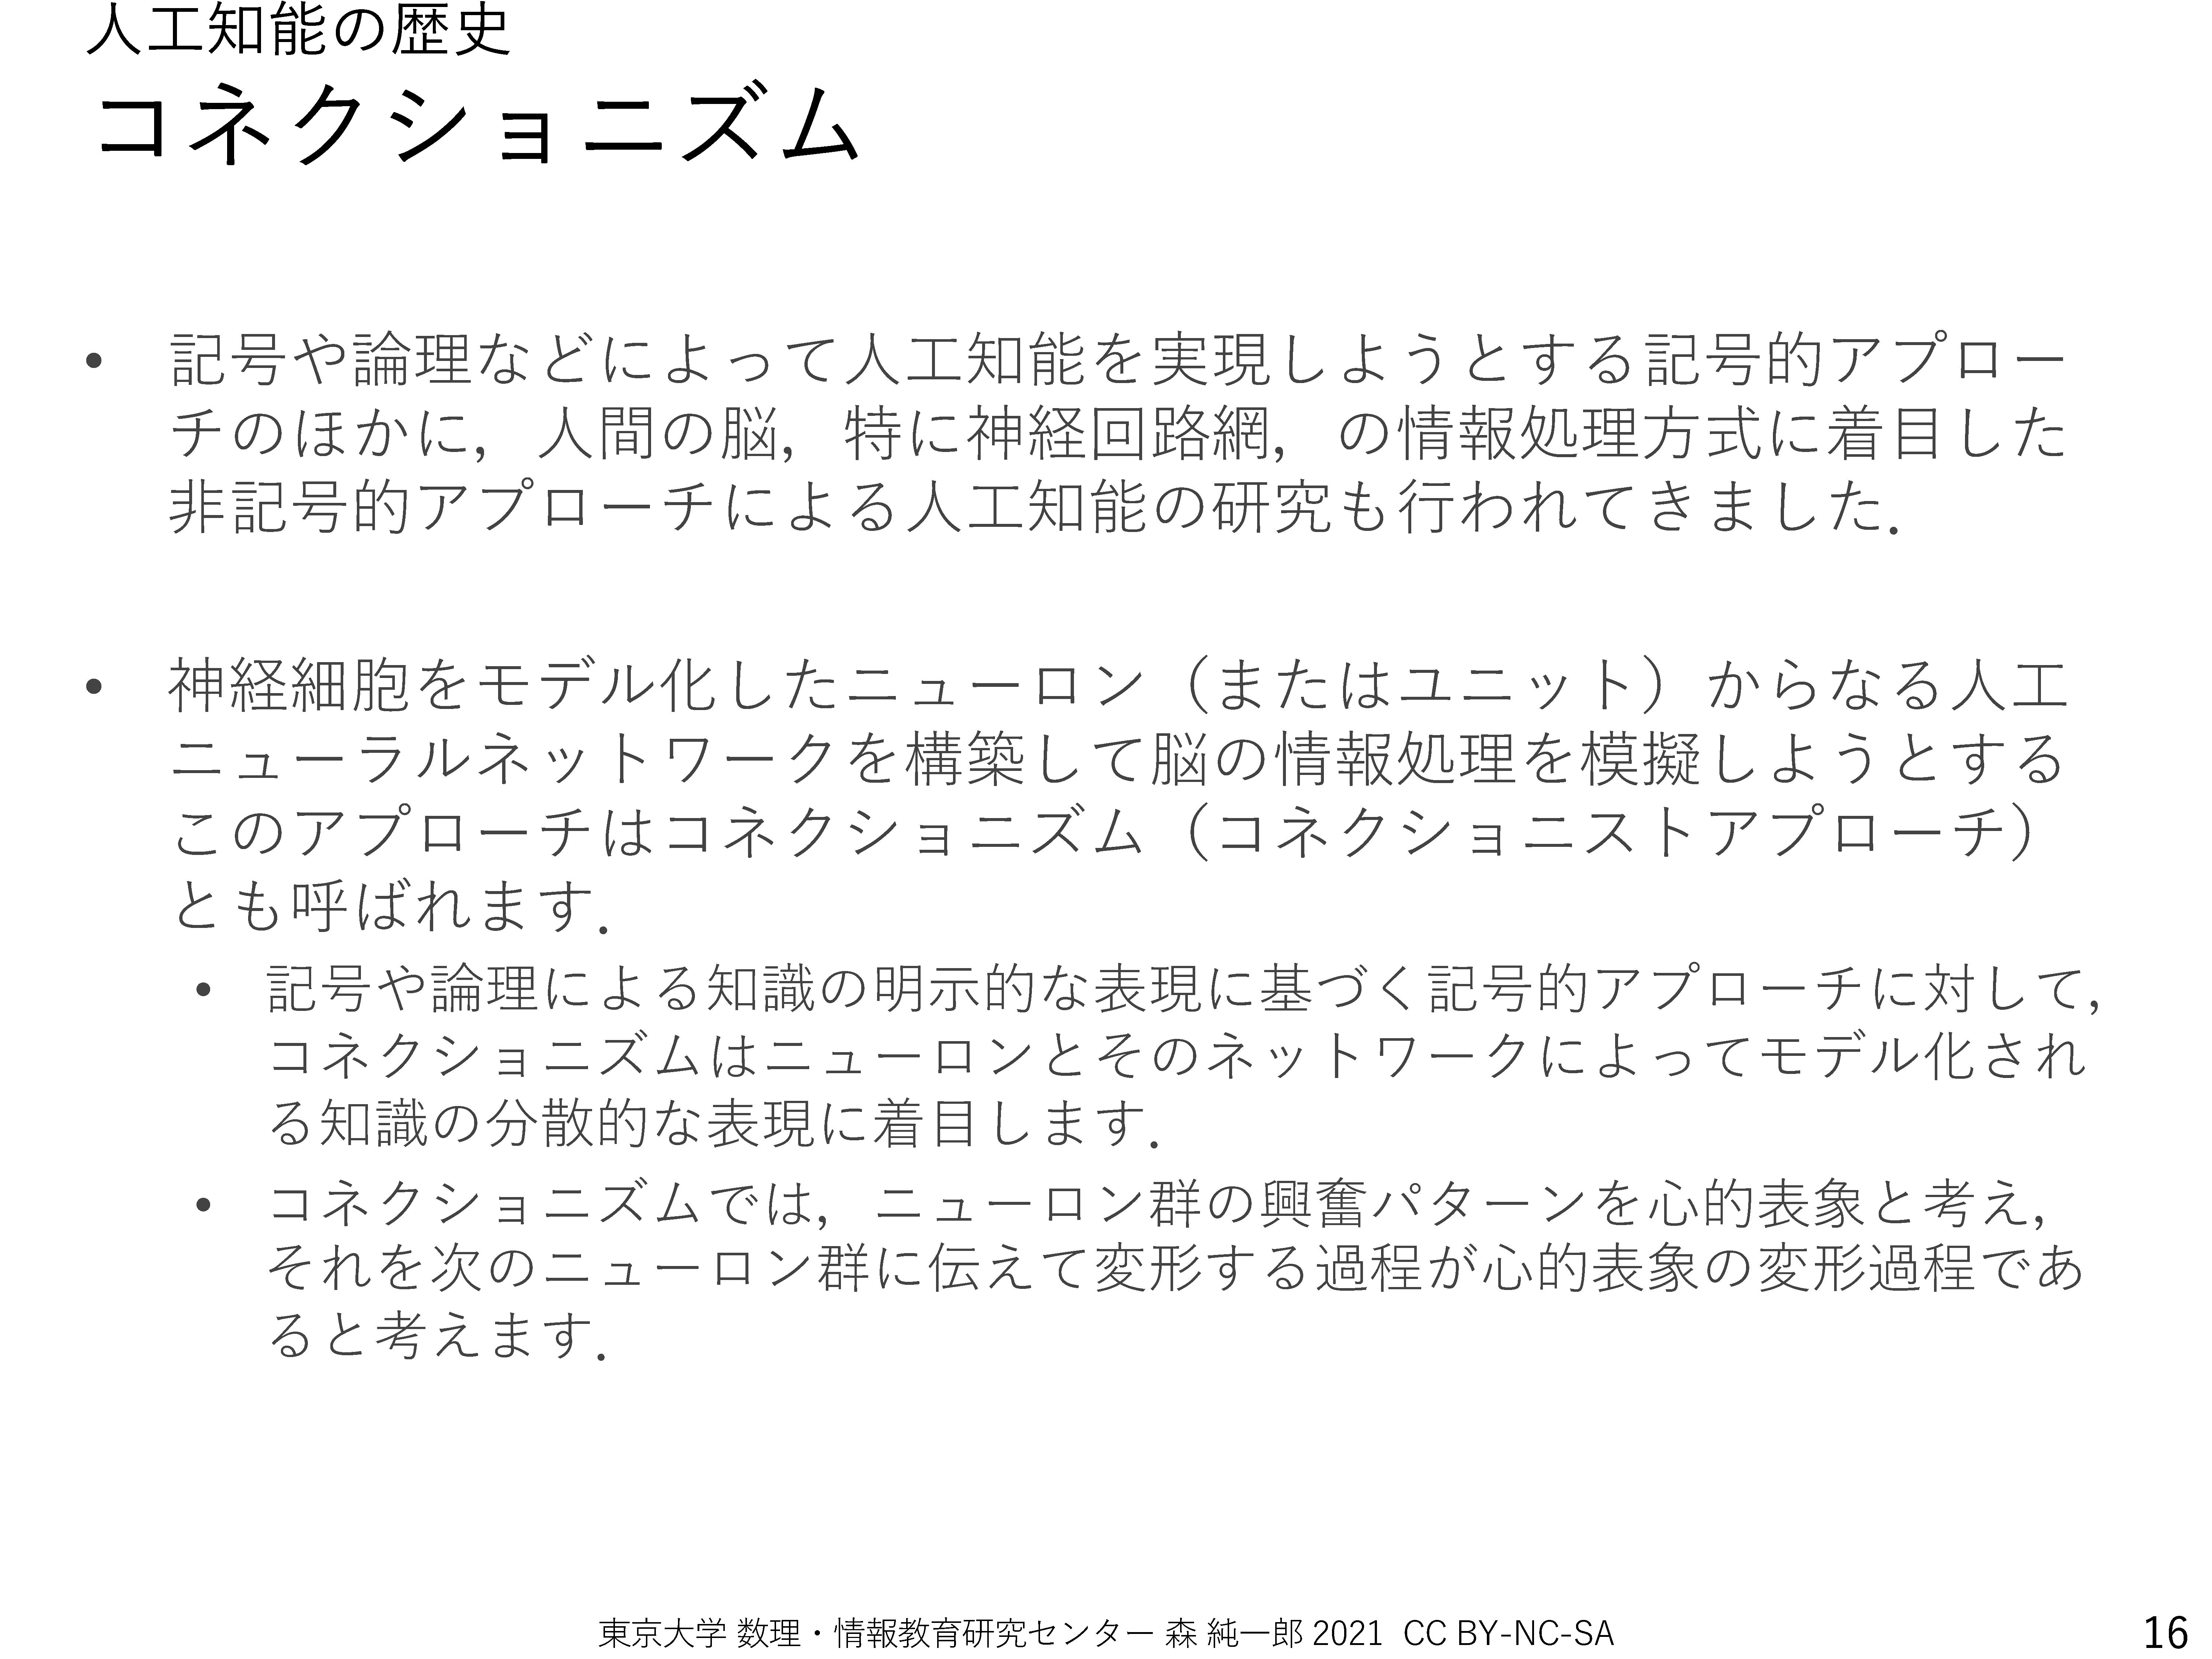 人工知能の歴史
コネクショニズム
• 記号や論理などによって人工知能を実現しようとする記号的アプロー
チのほかに，人間の脳，特に神経回路網， の情報処理方式に着目した
非記号的アプローチによる人工知能の研究も行われてきました．
• 神経細胞をモデル化したニューロン（またはユニット）からなる人工
ニューラルネットワークを構築して脳の情報処理を模擬しようとする
このアプローチはコネクショニズム（コネクショニストアプローチ）
とも呼ばれます．
• 記号や論理による知識の明示的な表現に基づく記号的アプローチに対して，
コネクショニズムはニューロンとそのネットワークによってモデル化され
る知識の分散的な表現に着目します．
• コネクショニズムでは，ニューロン群の興奮パターンを心的表象と考え，
それを次のニューロン群に伝えて変形する過程が心的表象の変形過程であ
ると考えます．
東京大学 数理・情報教育研究センター 森 純一郎 2021 CC BY-NC-SA
16